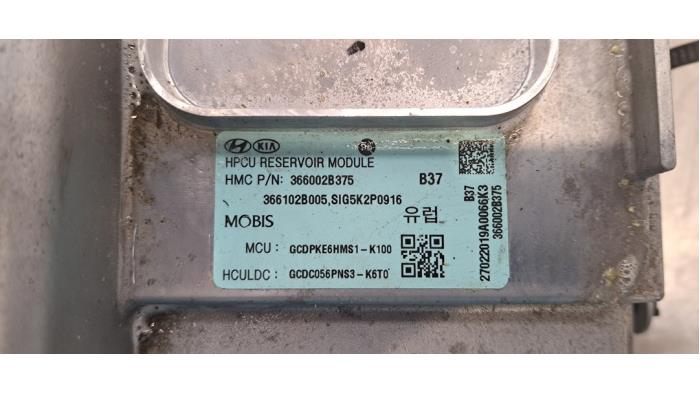 HYUNDAI KIA
HPCU RESERVOIR MODULE
HMC P/N: 366002B375 B37
366102B005,SIG5K2P0916
MOBIS 유럽
MCU : GCDPKE6HMS1-K100
HCULDC : GCDC056PNS3-K6T0
B37
27022019A0066K3
366002B375